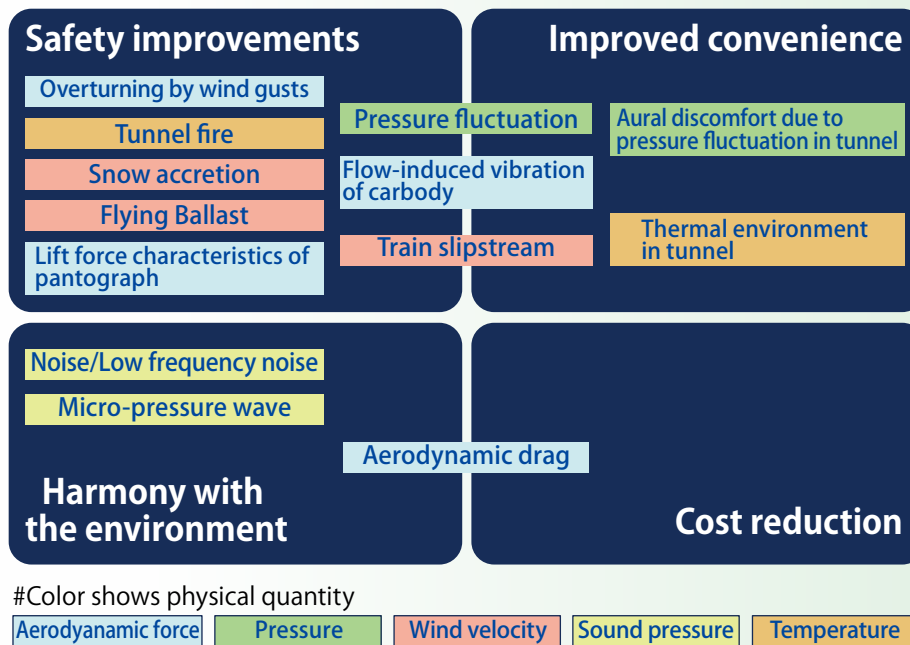 Safety improvements
Overturning by wind gusts
Tunnel fire
Snow accretion
Flying Ballast
Lift force characteristics of
pantograph
Pressure fluctuation
Flow-induced vibration
of carbody
Train slipstream
Improved convenience
Aural discomfort due to
pressure fluctuation in tunnel
Thermal environment
in tunnel
Noise/Low frequency noise
Micro-pressure wave
Harmony with
the environment
Aerodynamic drag
Cost reduction
#Color shows physical quantity
Aerodyanamic force
Pressure
Wind velocity
Sound pressure
Temperature